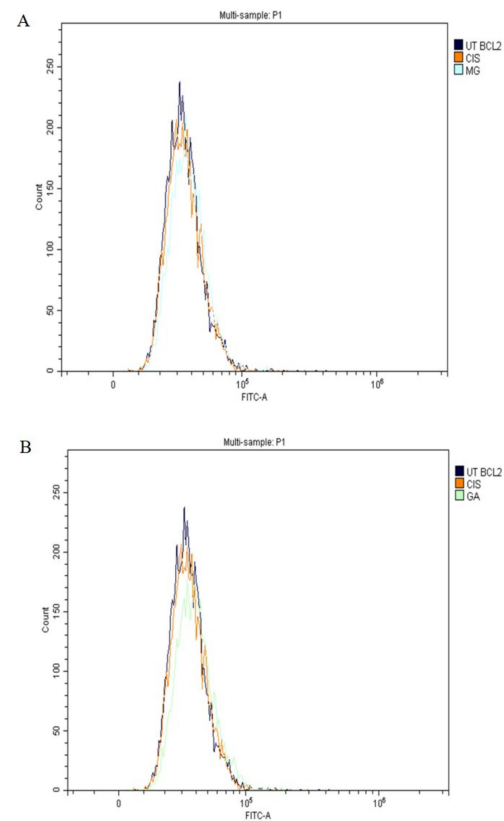 A
Multi-sample: P1
UT BCL2
CIS
MG
Count
250
200
150
100
50
0
0
10⁵
10⁶
FITC-A
B
Multi-sample: P1
UT BCL2
CIS
GA
Count
250
200
150
100
50
0
0
10⁵
10⁶
FITC-A